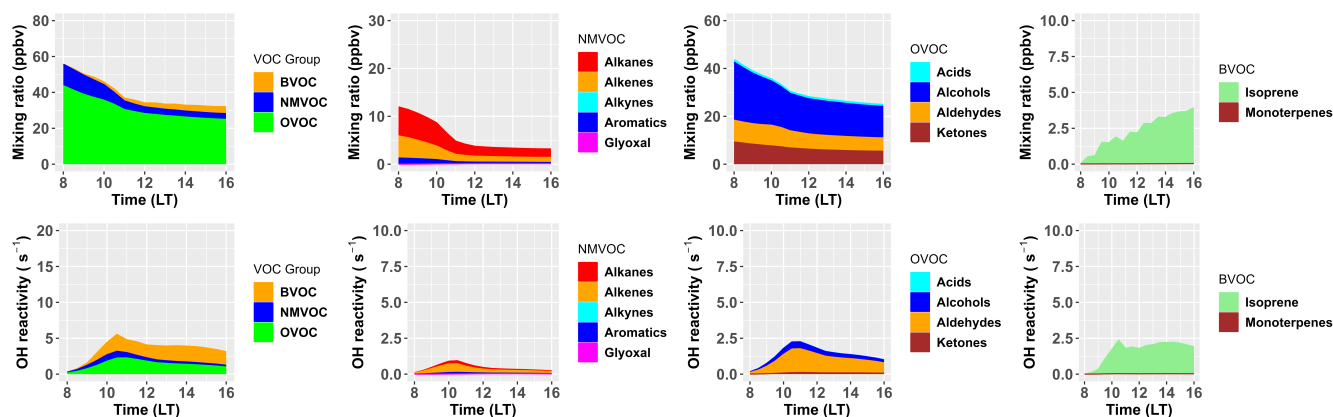 Mixing ratio (ppbv)
80
60
40
20
0
8 10 12 14 16
Time (LT)
VOC Group
BVOC
NMVOC
OVOC
Mixing ratio (ppbv)
30
20
10
0
8 10 12 14 16
Time (LT)
NMVOC
Alkanes
Alkenes
Alkynes
Aromatics
Glyoxal
Mixing ratio (ppbv)
60
40
20
0
8 10 12 14 16
Time (LT)
OVOC
Acids
Alcohols
Aldehydes
Ketones
Mixing ratio (ppbv)
10.0
7.5
5.0
2.5
0.0
8 10 12 14 16
Time (LT)
BVOC
Isoprene
Monoterpenes
OH reactivity ( s⁻¹)
20
15
10
5
0
8 10 12 14 16
Time (LT)
VOC Group
BVOC
NMVOC
OVOC
OH reactivity ( s⁻¹)
10.0
7.5
5.0
2.5
0.0
8 10 12 14 16
Time (LT)
NMVOC
Alkanes
Alkenes
Alkynes
Aromatics
Glyoxal
OH reactivity ( s⁻¹)
10.0
7.5
5.0
2.5
0.0
8 10 12 14 16
Time (LT)
OVOC
Acids
Alcohols
Aldehydes
Ketones
OH reactivity ( s⁻¹)
10.0
7.5
5.0
2.5
0.0
8 10 12 14 16
Time (LT)
BVOC
Isoprene
Monoterpenes